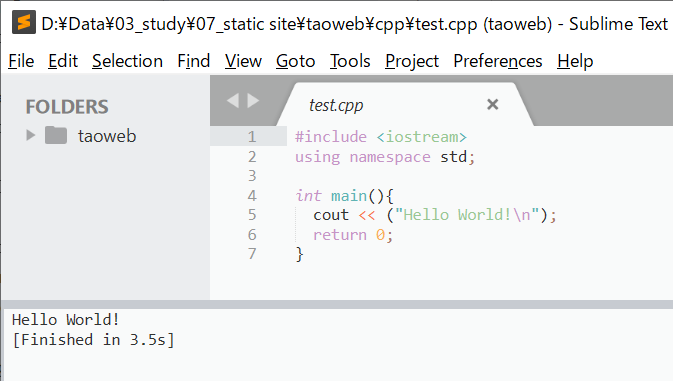 D:¥Data¥03_study¥07_static site¥taoweb¥cpp¥test.cpp (taoweb) - Sublime Text
File Edit Selection Find View Goto Tools Project Preferences Help
FOLDERS
taoweb
test.cpp
1 #include <iostream>
2 using namespace std;
3
4 int main(){
5   cout << ("Hello World!\n");
6   return 0;
7 }
Hello World!
[Finished in 3.5s]